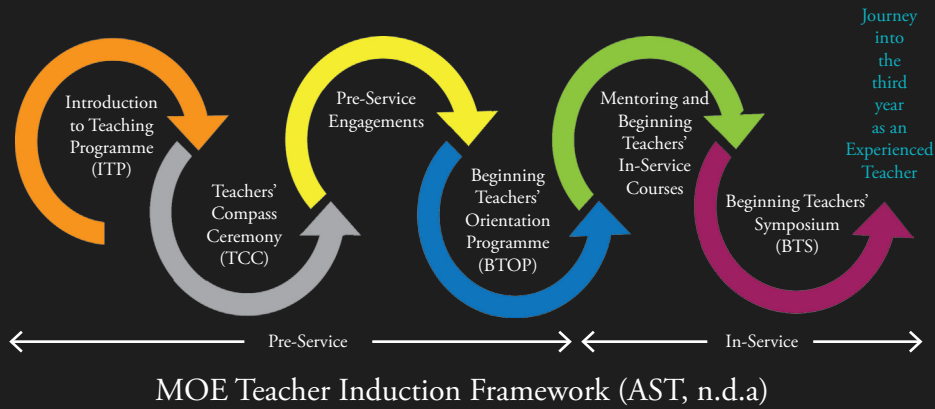 Introduction
to Teaching
Programme
(ITP)
Teachers’
Compass
Ceremony
(TCC)
Pre-Service
Engagements
Beginning
Teachers’
Orientation
Programme
(BTOP)
Mentoring and
Beginning
Teachers’
In-Service
Courses
Beginning Teachers’
Symposium
(BTS)
Journey
into
the
third
year
as an
Experienced
Teacher
Pre-Service
In-Service
MOE Teacher Induction Framework (AST, n.d.a)